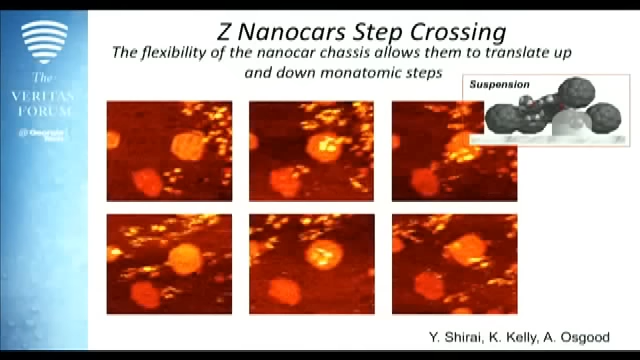 Z Nanocars Step Crossing
The flexibility of the nanocar chassis allows them to translate up
and down monatomic steps
Suspension
The
VERITAS
FORUM
@ Georgia
Tech
Y. Shirai, K. Kelly, A. Osgood